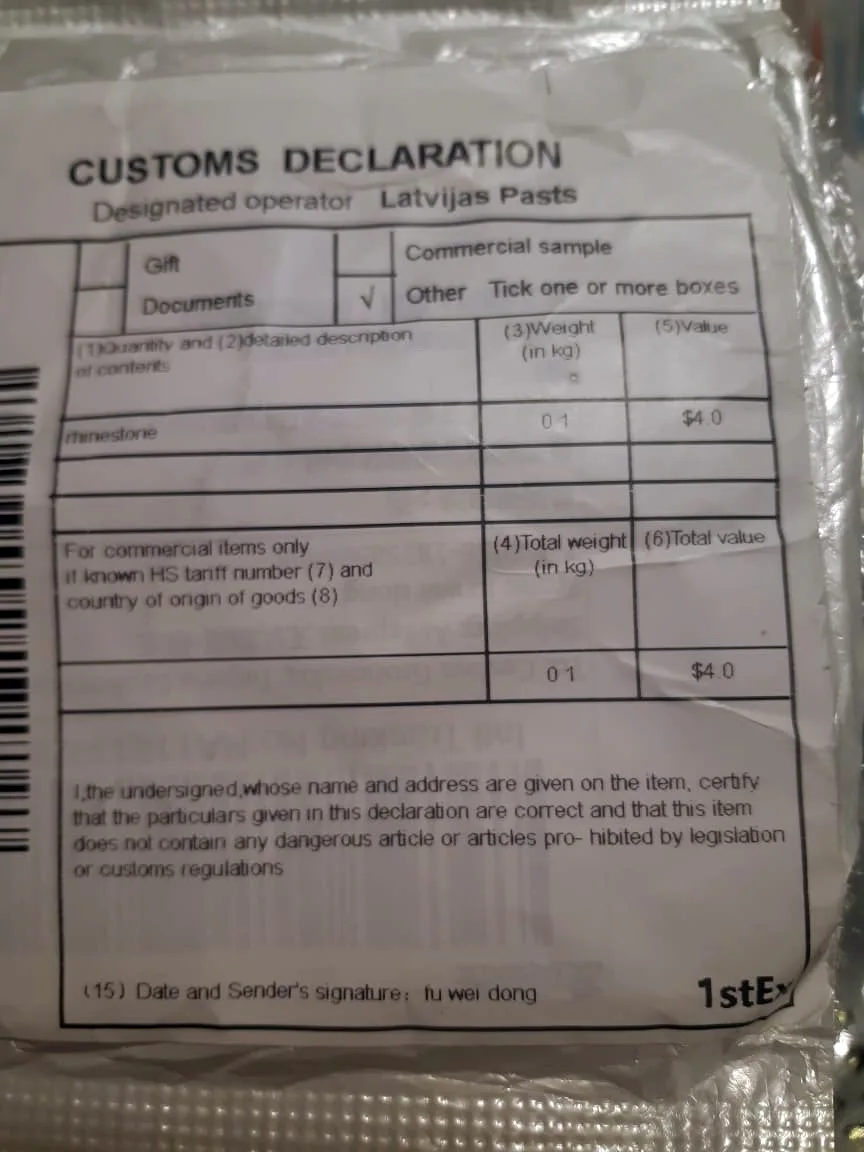 CUSTOMS DECLARATION
Designated operator Latvijas Pasts
Gift
Commercial sample
Documents
√ Other Tick one or more boxes
(1)Quantity and (2)detailed description
of contents
(3)Weight
(in kg)
(5)Value
rhinestone
0.1
$4.0
For commercial items only
if known HS tariff number (7) and
country of origin of goods (8)
(4)Total weight
(in kg)
(6)Total value
0.1
$4.0
I,the undersigned,whose name and address are given on the item, certify
that the particulars given in this declaration are correct and that this item
does not contain any dangerous article or articles pro- hibited by legislation
or customs regulations
(15) Date and Sender's signature: fu wei dong